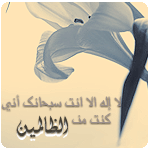 لا إله الا انت سبحانك أني
كنت من الظالمين